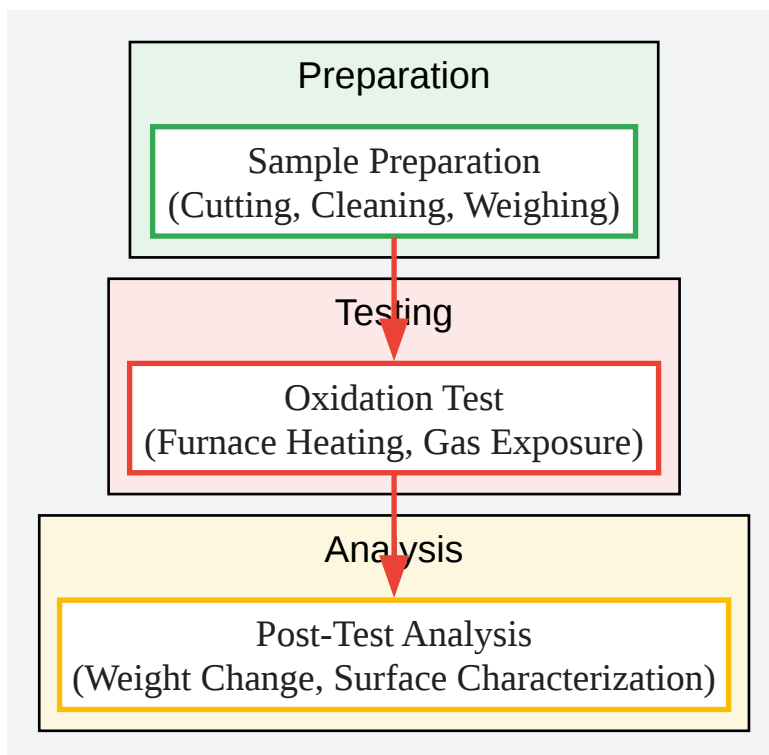 Preparation
Sample Preparation
(Cutting, Cleaning, Weighing)
Testing
Oxidation Test
(Furnace Heating, Gas Exposure)
Analysis
Post-Test Analysis
(Weight Change, Surface Characterization)